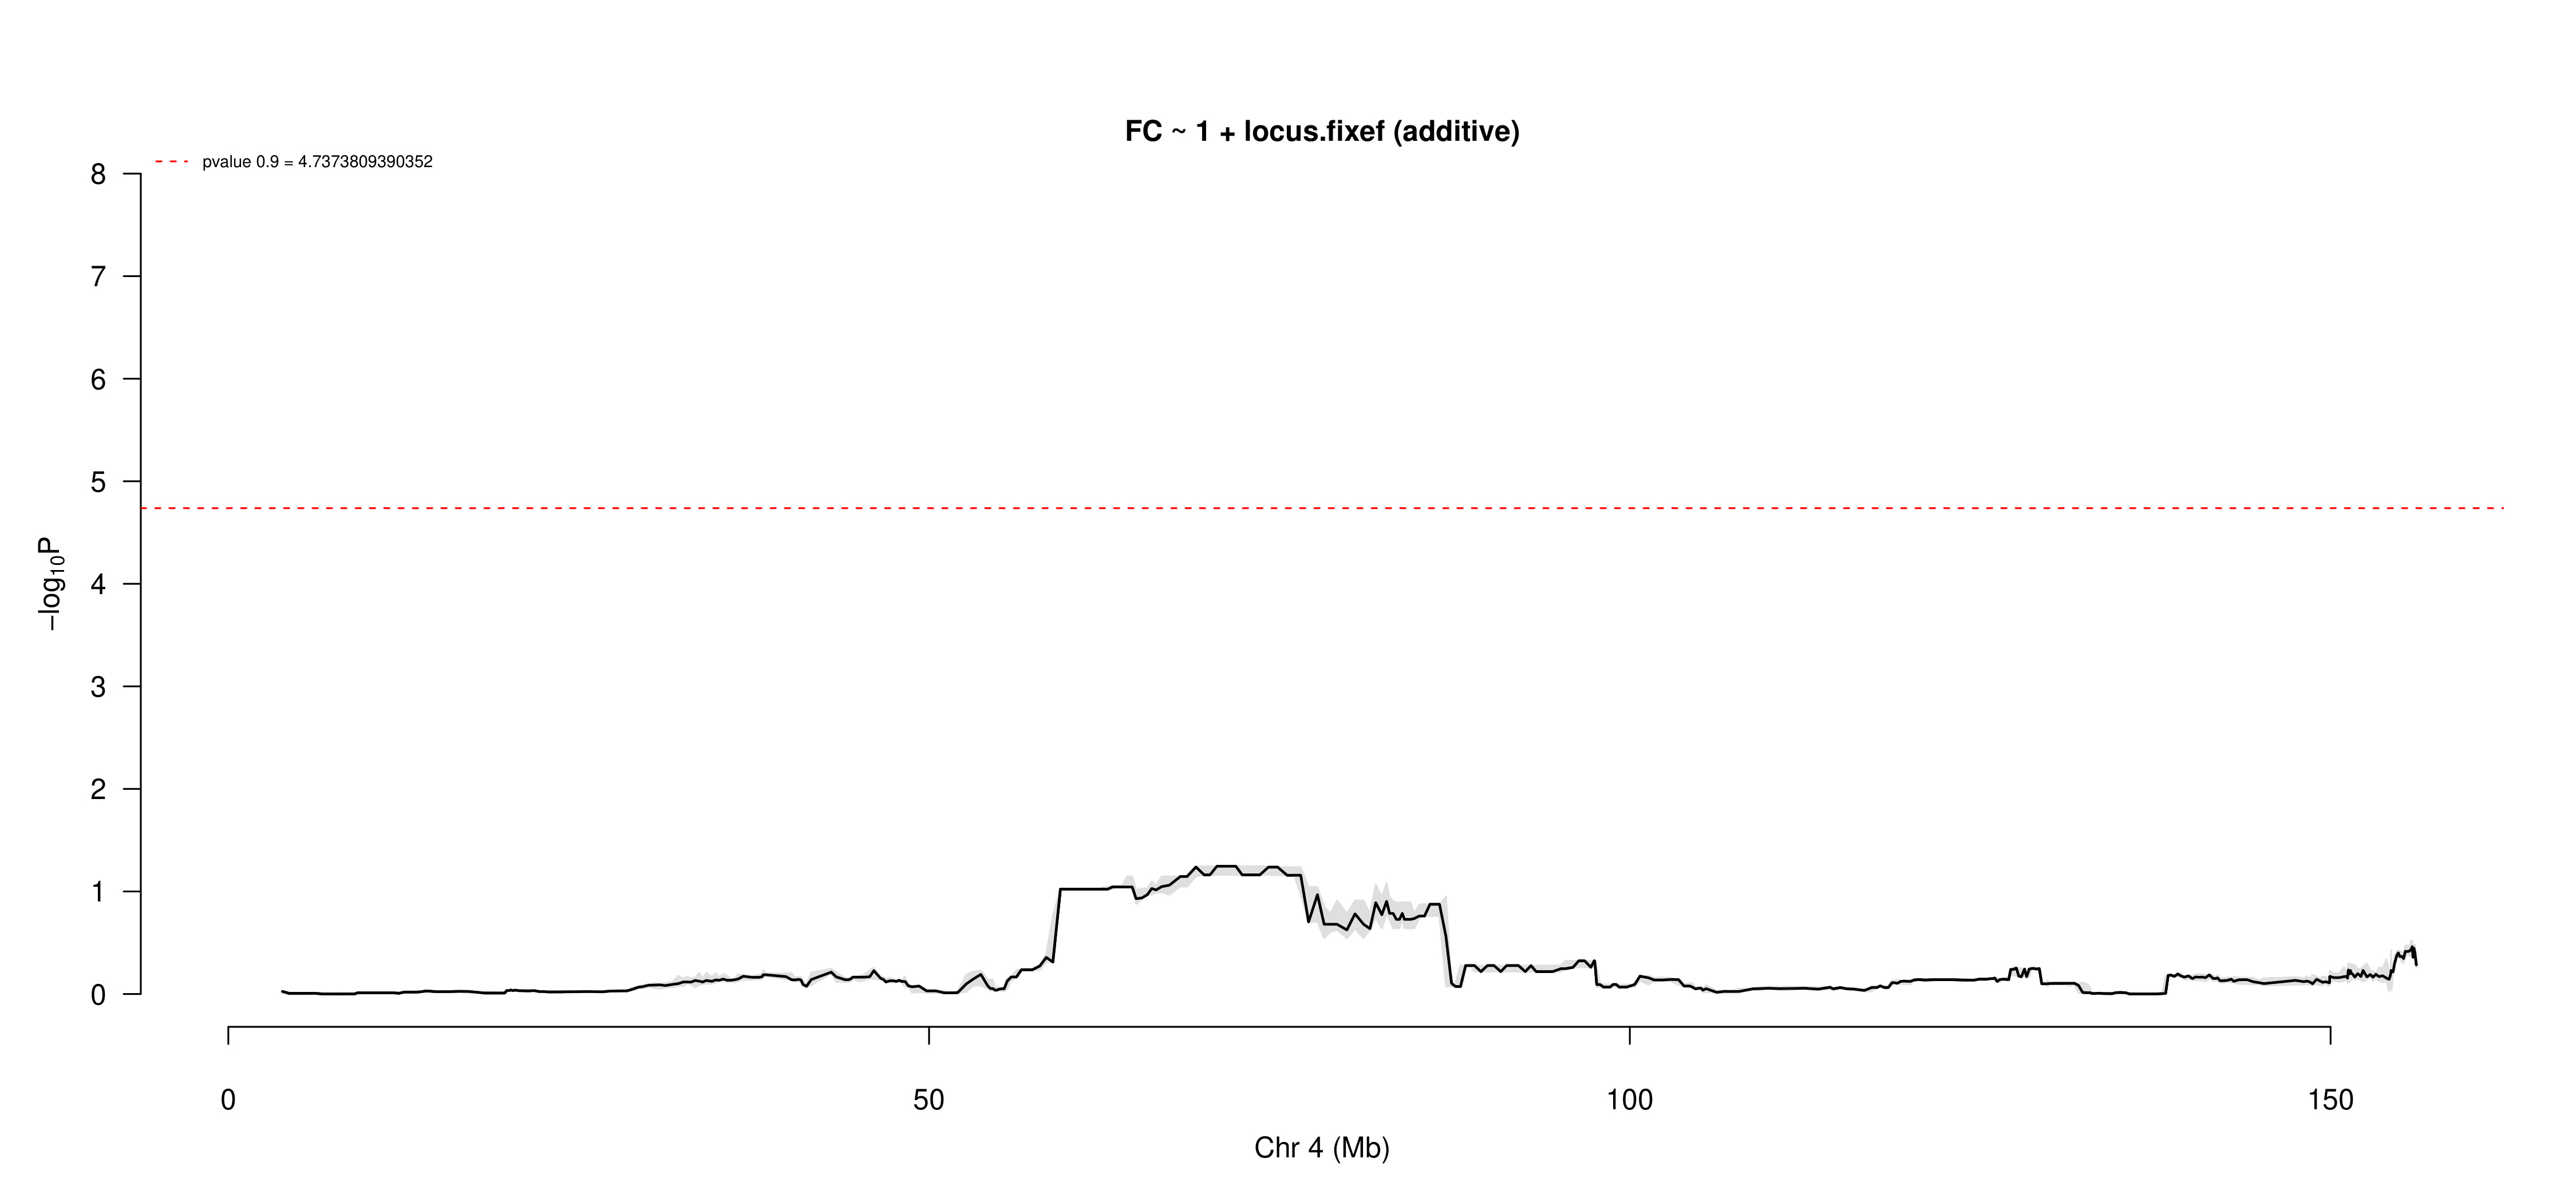 FC ~ 1 + locus.fixef (additive)
pvalue 0.9 = 4.7373809390352
8
7
6
5
4
3
2
1
0
−log10P
0 50 100 150
Chr 4 (Mb)